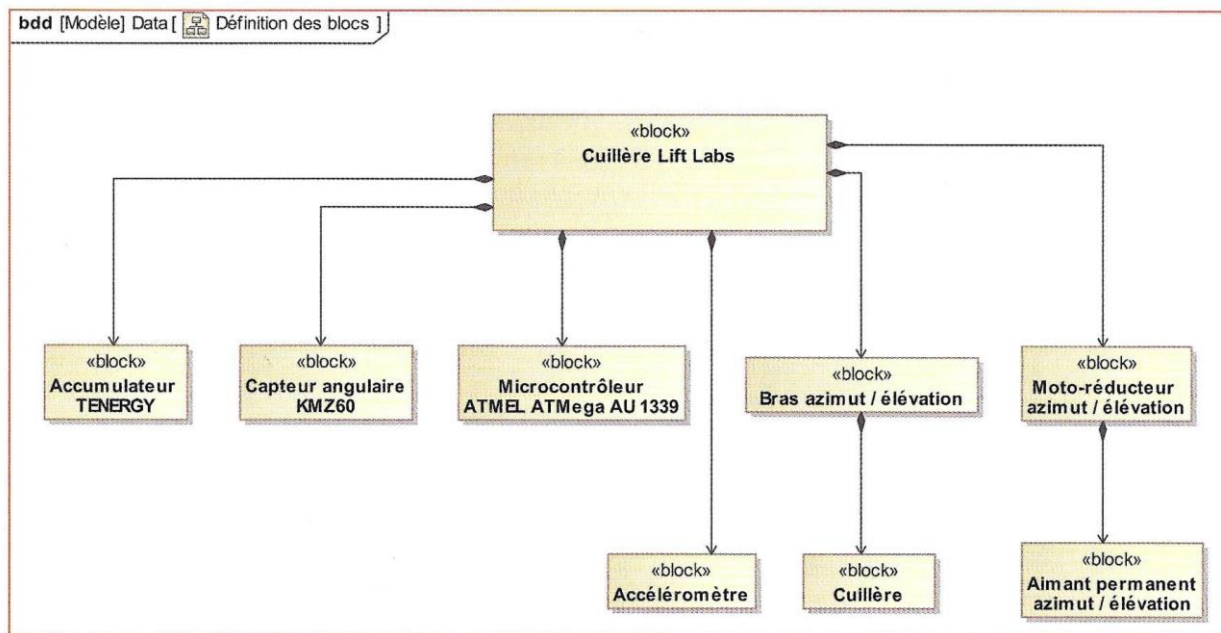 bdd [Modèle] Data [ Définition des blocs ]
«block»
Cuillère Lift Labs
«block»
Accumulateur
TENERGY
«block»
Capteur angulaire
KMZ60
«block»
Microcontrôleur
ATMEL ATMega AU 1339
«block»
Bras azimut / élévation
«block»
Moto-réducteur
azimut / élévation
«block»
Accéléromètre
«block»
Cuillère
«block»
Aimant permanent
azimut / élévation